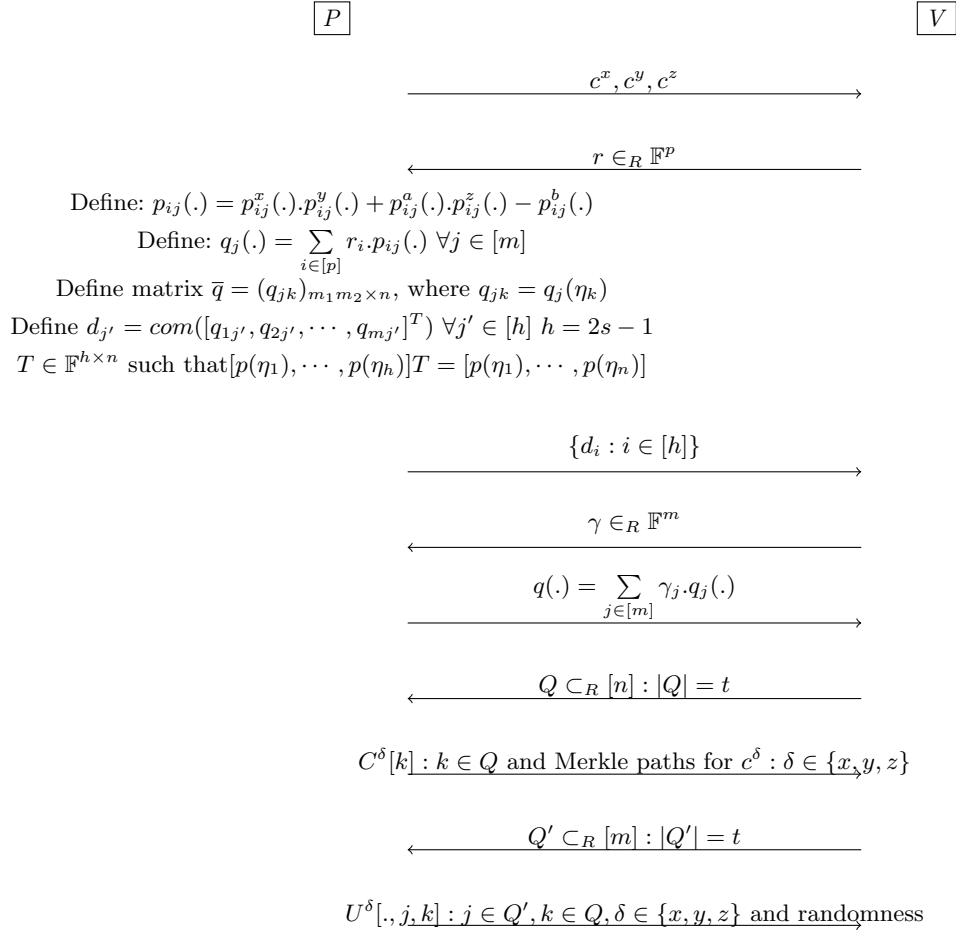 P V
c^x, c^y, c^z
r ∈_R 𝔽^p
Define: p_{ij}(.) = p^x_{ij}(.).p^y_{ij}(.) + p^a_{ij}(.).p^z_{ij}(.) − p^b_{ij}(.)
Define: q_j(.) = ∑_{i∈[p]} r_i.p_{ij}(.) ∀j ∈ [m]
Define matrix q̅ = (q_{jk})_{m_1m_2×n}, where q_{jk} = q_j(η_k)
Define d_{j′} = com([q_{1j′}, q_{2j′}, ⋯ , q_{mj′}]^T) ∀j′ ∈ [h] h = 2s − 1
T ∈ 𝔽^{h×n} such that[p(η_1), ⋯ , p(η_h)]T = [p(η_1), ⋯ , p(η_n)]
{d_i : i ∈ [h]}
γ ∈_R 𝔽^m
q(.) = ∑_{j∈[m]} γ_j.q_j(.)
Q ⊂_R [n] : |Q| = t
C^δ[k] : k ∈ Q and Merkle paths for c^δ : δ ∈ {x, y, z}
Q′ ⊂_R [m] : |Q′| = t
U^δ[., j, k] : j ∈ Q′, k ∈ Q, δ ∈ {x, y, z} and randomness